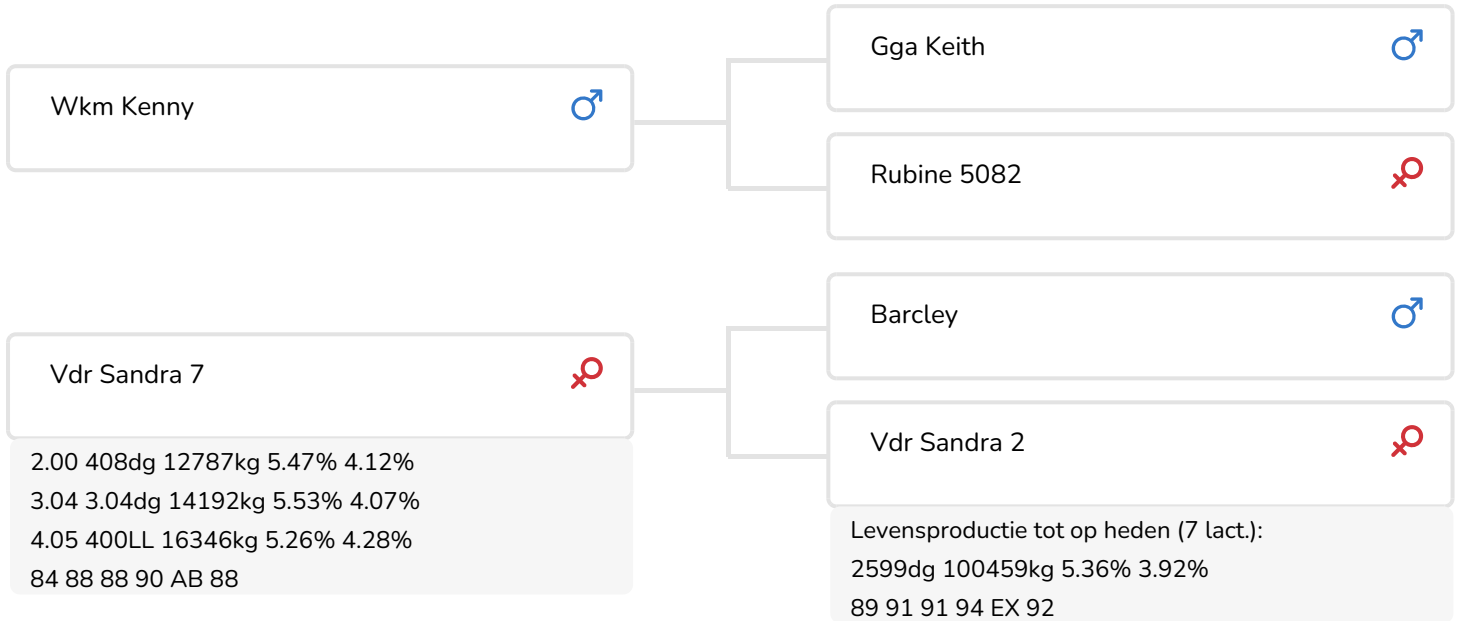 Wkm Kenny
Gga Keith
Rubine 5082
Vdr Sandra 7
2.00 408dg 12787kg 5.47% 4.12%
3.04 3.04dg 14192kg 5.53% 4.07%
4.05 400LL 16346kg 5.26% 4.28%
84 88 88 90 AB 88
Barcley
Vdr Sandra 2
Levensproductie tot op heden (7 lact.):
2599dg 100459kg 5.36% 3.92%
89 91 91 94 EX 92